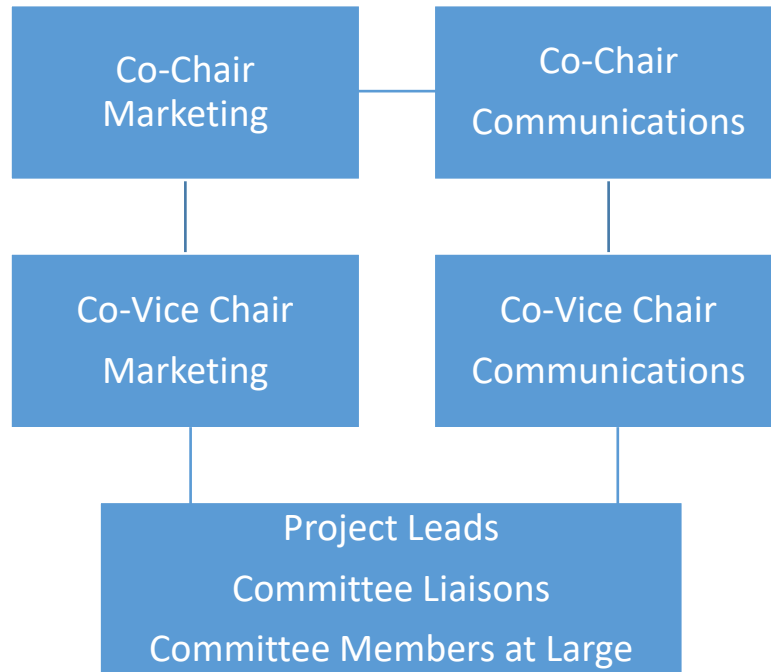 Co-Chair
Marketing
Co-Chair
Communications
Co-Vice Chair
Marketing
Co-Vice Chair
Communications
Project Leads
Committee Liaisons
Committee Members at Large